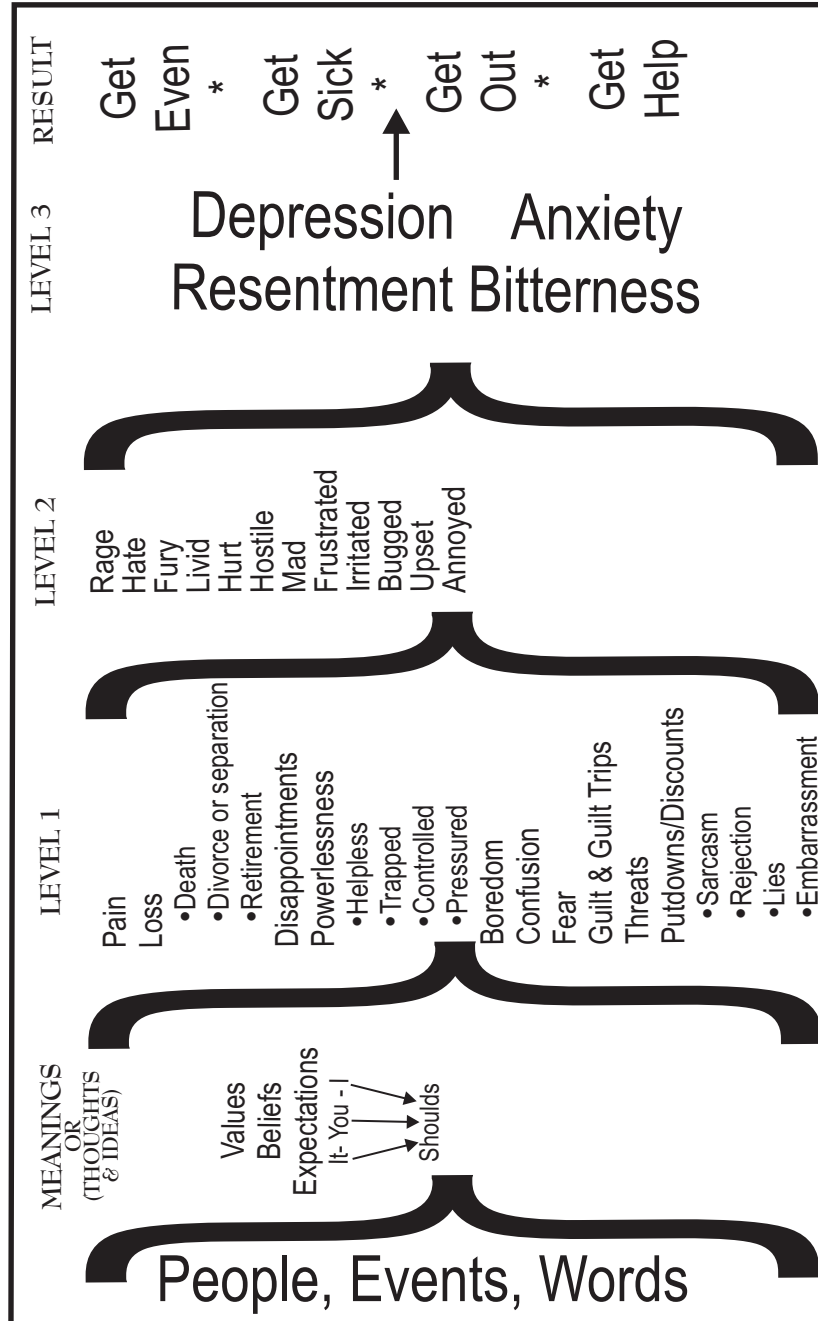 People, Events, Words
MEANINGS
OR
(THOUGHTS
& IDEAS)
Values
Beliefs
Expectations
It- You - I
Shoulds
LEVEL 1
Pain
Loss
•Death
•Divorce or separation
•Retirement
Disappointments
Powerlessness
•Helpless
•Trapped
•Controlled
•Pressured
Boredom
Confusion
Fear
Guilt & Guilt Trips
Threats
Putdowns/Discounts
•Sarcasm
•Rejection
•Lies
•Embarrassment
LEVEL 2
Rage
Hate
Fury
Livid
Hurt
Hostile
Mad
Frustrated
Irritated
Bugged
Upset
Annoyed
LEVEL 3
Depression Anxiety
Resentment Bitterness
RESULT
Get
Even
*
Get
Sick
*
Get
Out
*
Get
Help